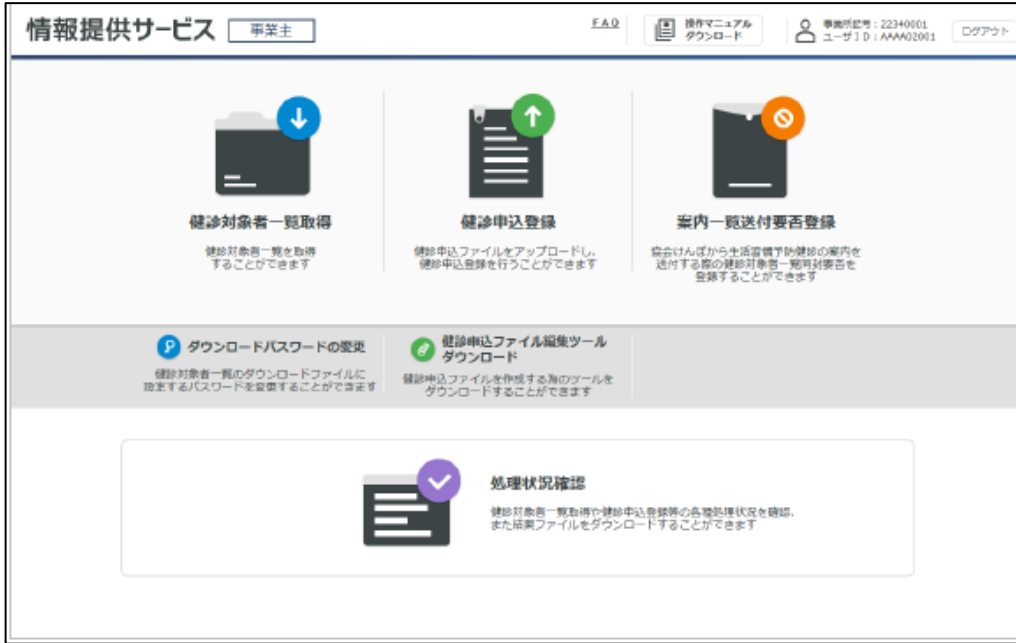 情報提供サービス 事業主
F A Q
操作マニュアル
ダウンロード
事業所記号：22340001
ユーザＩＤ：AAAA02001
ログアウト
健診対象者一覧取得
健診対象者一覧を取得
することができます
健診申込登録
健診申込ファイルをアップロードし、
健診申込登録を行うことができます
案内一覧送付要否登録
協会けんぽから生活習慣予防健診の案内を
送付する際の健診対象者一覧同封要否を
登録することができます
ダウンロードパスワードの変更
健診対象者一覧のダウンロードファイルに
設定するパスワードを変更することができます
健診申込ファイル編集ツール
ダウンロード
健診申込ファイルを作成する為のツールを
ダウンロードすることができます
処理状況確認
健診対象者一覧取得や健診申込登録等の各種処理状況を確認、
また結果ファイルをダウンロードすることができます